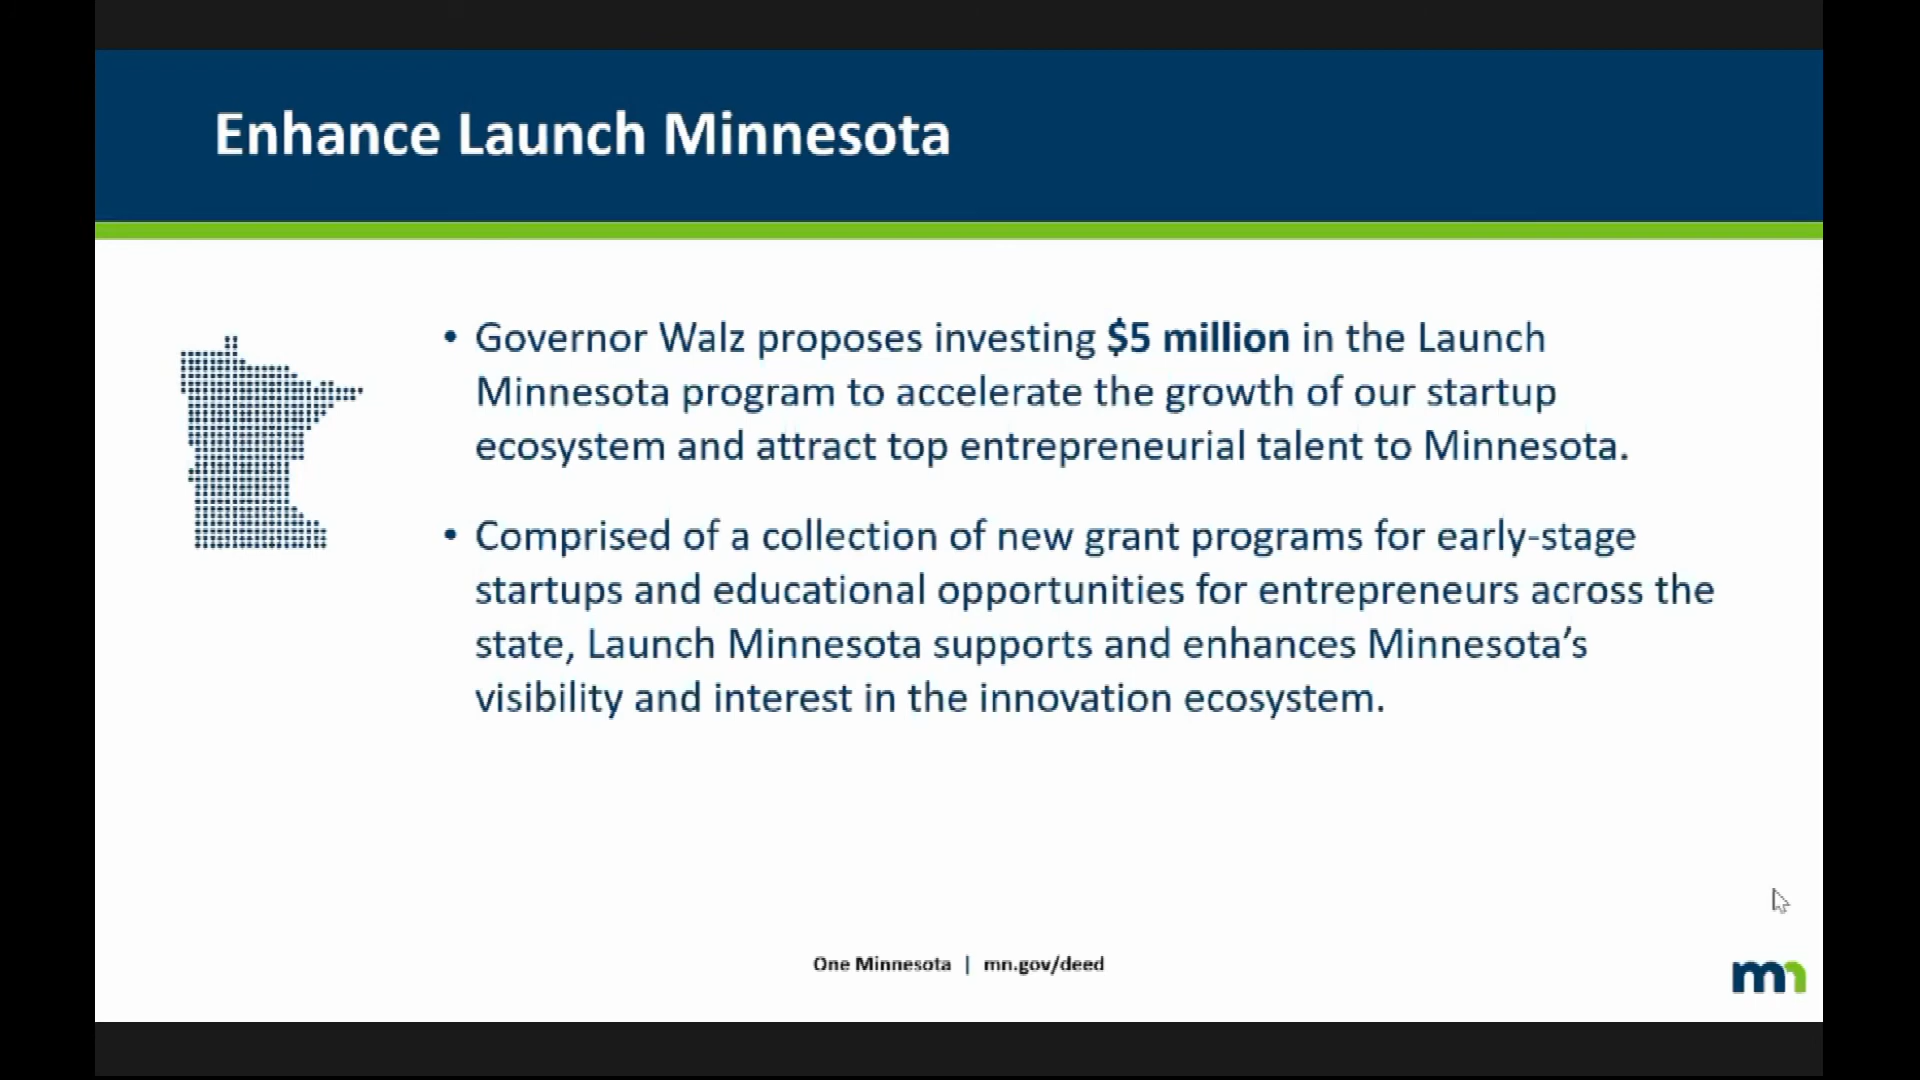 Enhance Launch Minnesota
• Governor Walz proposes investing $5 million in the Launch
Minnesota program to accelerate the growth of our startup
ecosystem and attract top entrepreneurial talent to Minnesota.
• Comprised of a collection of new grant programs for early-stage
startups and educational opportunities for entrepreneurs across the
state, Launch Minnesota supports and enhances Minnesota’s
visibility and interest in the innovation ecosystem.
One Minnesota | mn.gov/deed
mn